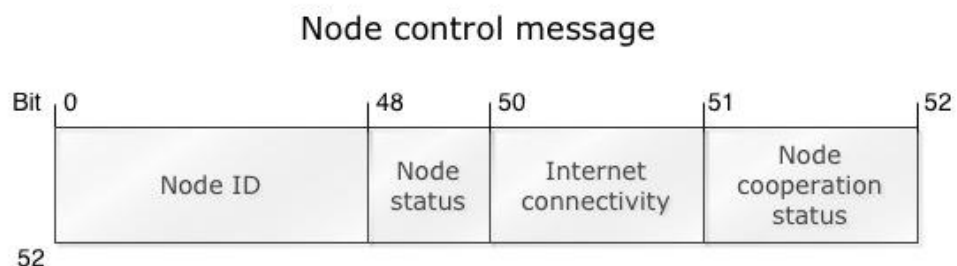 Node control message
Bit 0 48 50 51 52
Node ID
Node
status
Internet
connectivity
Node
cooperation
status
52